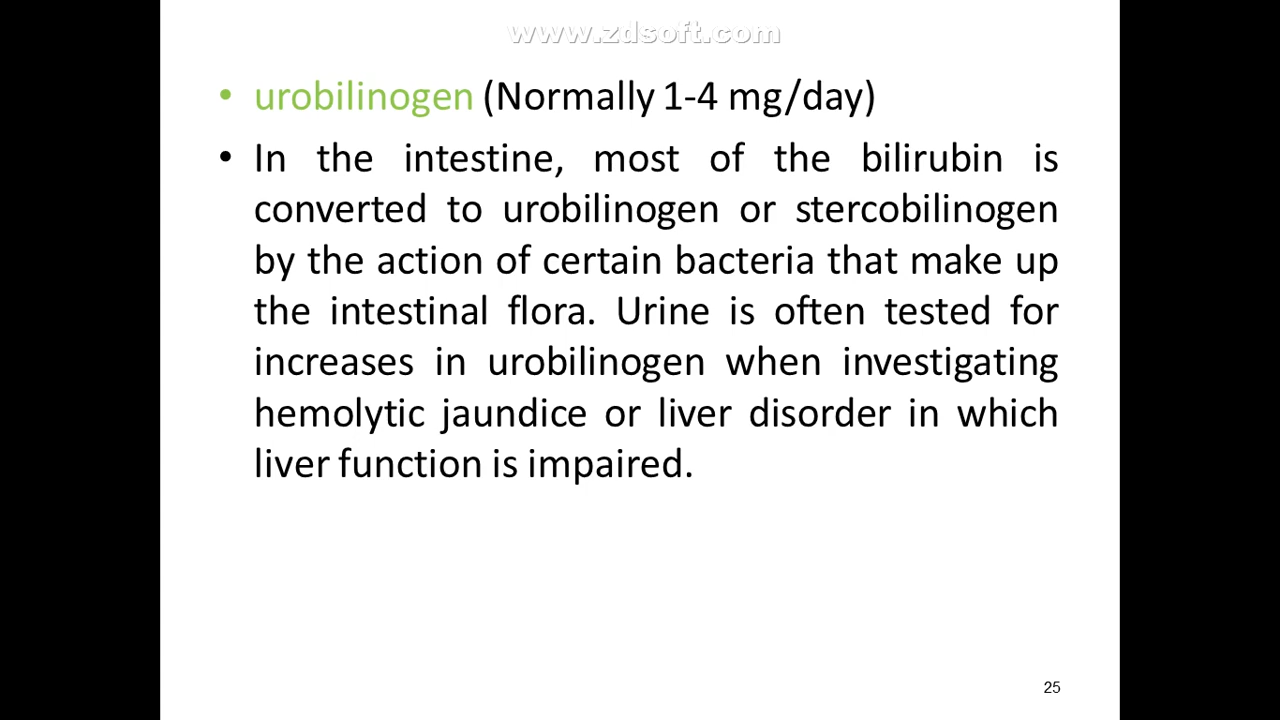 www.zdsoft.com
• urobilinogen (Normally 1-4 mg/day)
• In the intestine, most of the bilirubin is
converted to urobilinogen or stercobilinogen
by the action of certain bacteria that make up
the intestinal flora. Urine is often tested for
increases in urobilinogen when investigating
hemolytic jaundice or liver disorder in which
liver function is impaired.
25